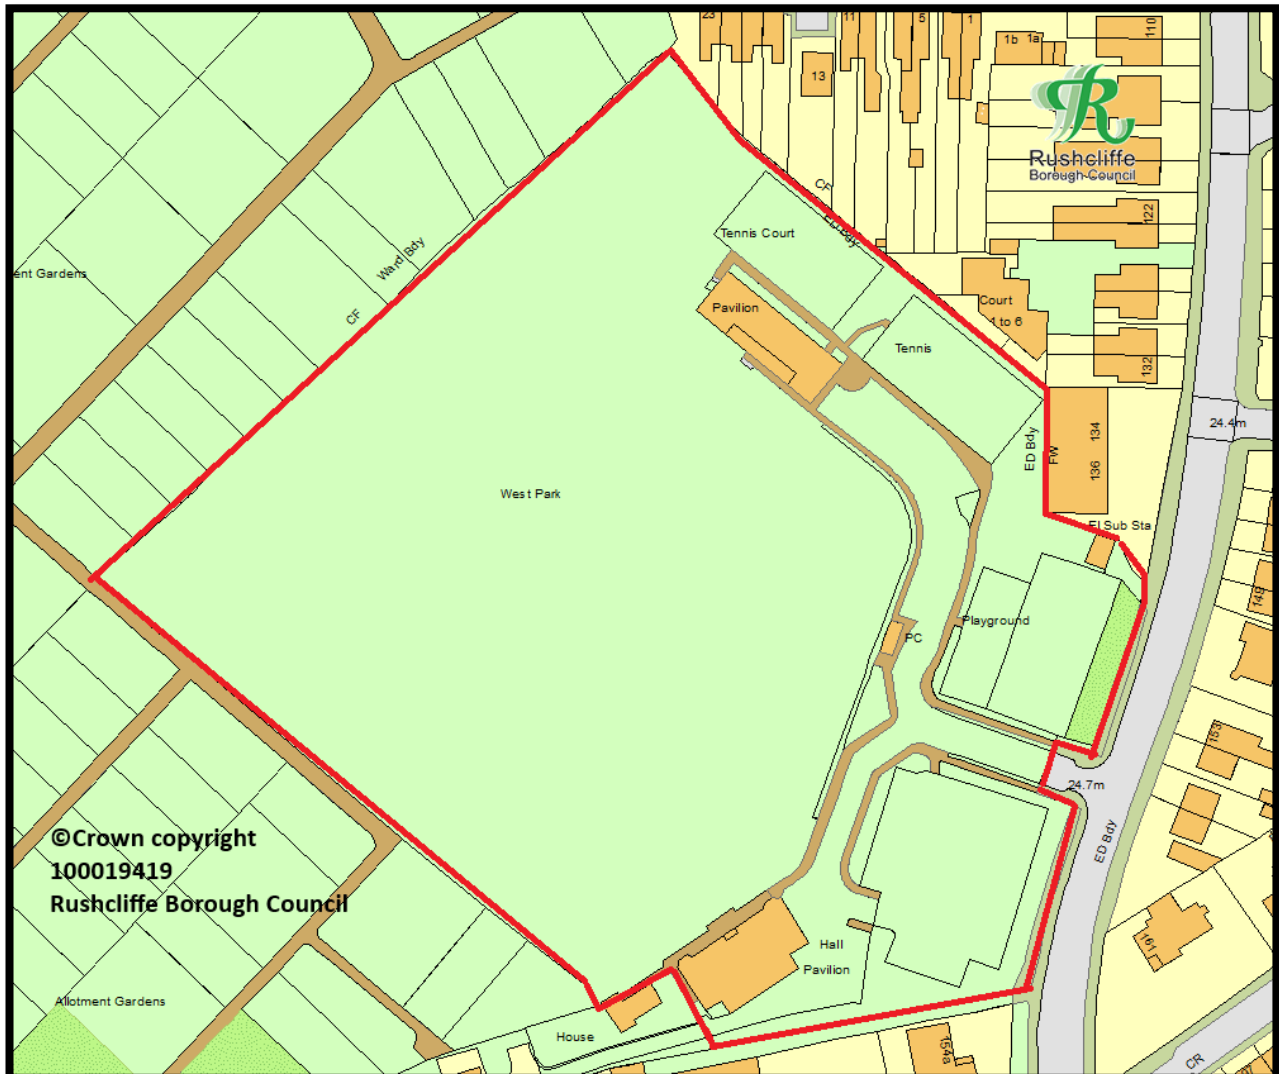 23
11
5
1
1b
1a
110
13
Rushcliffe
Borough Council
CF
122
Tennis Court
ED Bdy
Ward Bdy
ent Gardens
Court
1 to 6
Pavilion
CF
Tennis
132
24.4m
134
ED Bdy
FW
136
West Park
El Sub Sta
149
Playground
PC
153
24.7m
©Crown copyright
100019419
Rushcliffe Borough Council
ED Bdy
Hall
Pavilion
161
Allotment Gardens
House
154a
CR